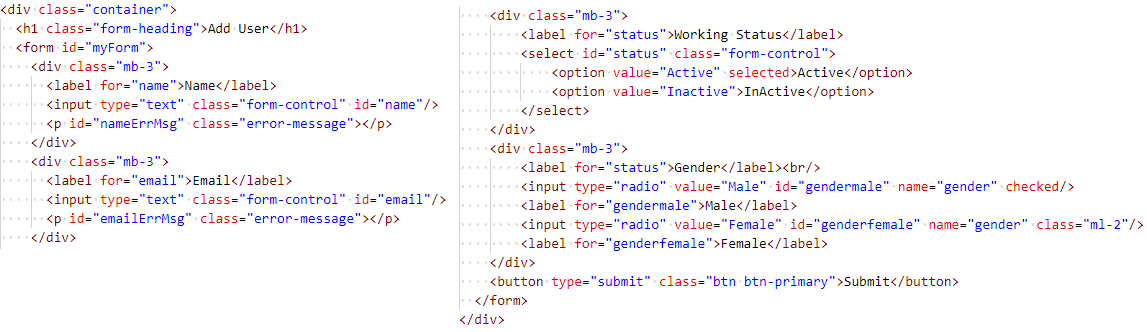 <div class="container">
<h1 class="form-heading">Add User</h1>
<form id="myForm">
<div class="mb-3">
<label for="name">Name</label>
<input type="text" class="form-control" id="name"/>
<p id="nameErrMsg" class="error-message"></p>
</div>
<div class="mb-3">
<label for="email">Email</label>
<input type="text" class="form-control" id="email"/>
<p id="emailErrMsg" class="error-message"></p>
</div>
<div class="mb-3">
<label for="status">Working Status</label>
<select id="status" class="form-control">
<option value="Active" selected>Active</option>
<option value="Inactive">InActive</option>
</select>
</div>
<div class="mb-3">
<label for="status">Gender</label><br/>
<input type="radio" value="Male" id="gendermale" name="gender" checked/>
<label for="gendermale">Male</label>
<input type="radio" value="Female" id="genderfemale" name="gender" class="ml-2"/>
<label for="genderfemale">Female</label>
</div>
<button type="submit" class="btn btn-primary">Submit</button>
</form>
</div>